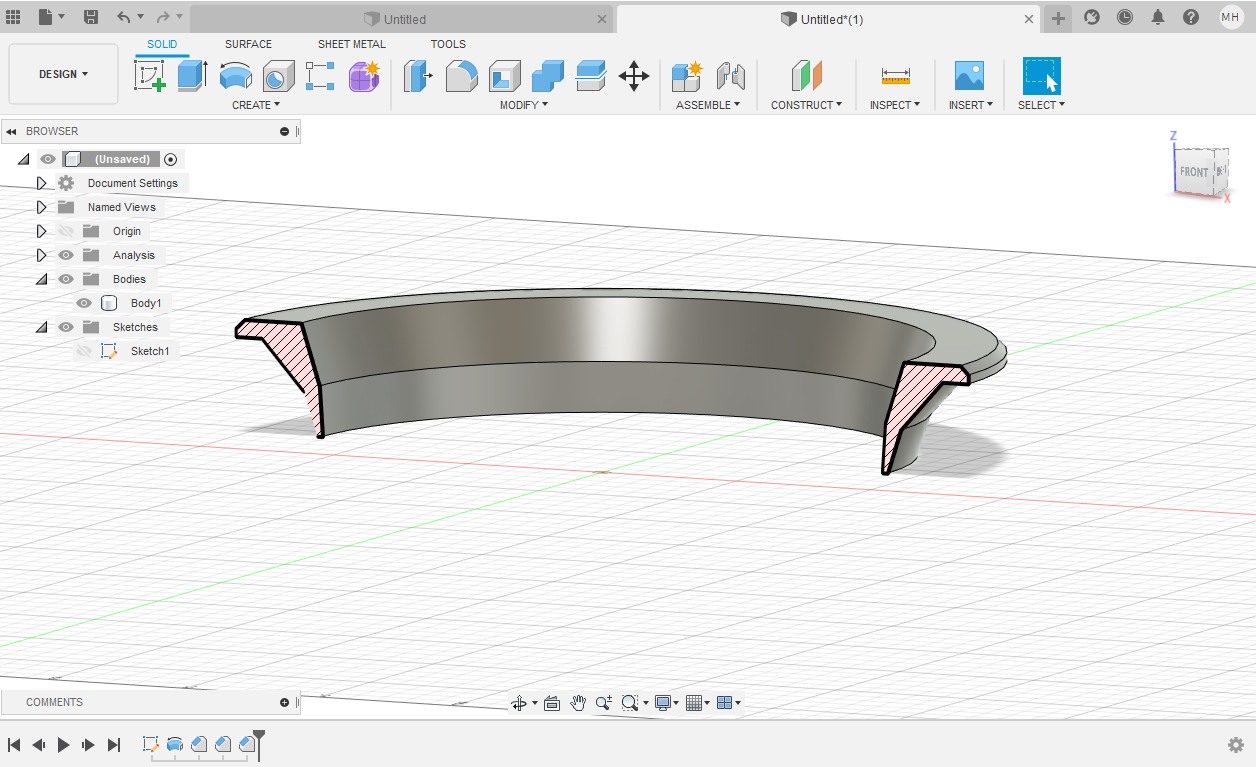 Untitled
Untitled*(1)
MH
SOLID
SURFACE
SHEET METAL
TOOLS
DESIGN
CREATE
MODIFY
ASSEMBLE
CONSTRUCT
INSPECT
INSERT
SELECT
BROWSER
(Unsaved)
Document Settings
Named Views
Origin
Analysis
Bodies
Body1
Sketches
Sketch1
Z
FRONT
X
COMMENTS